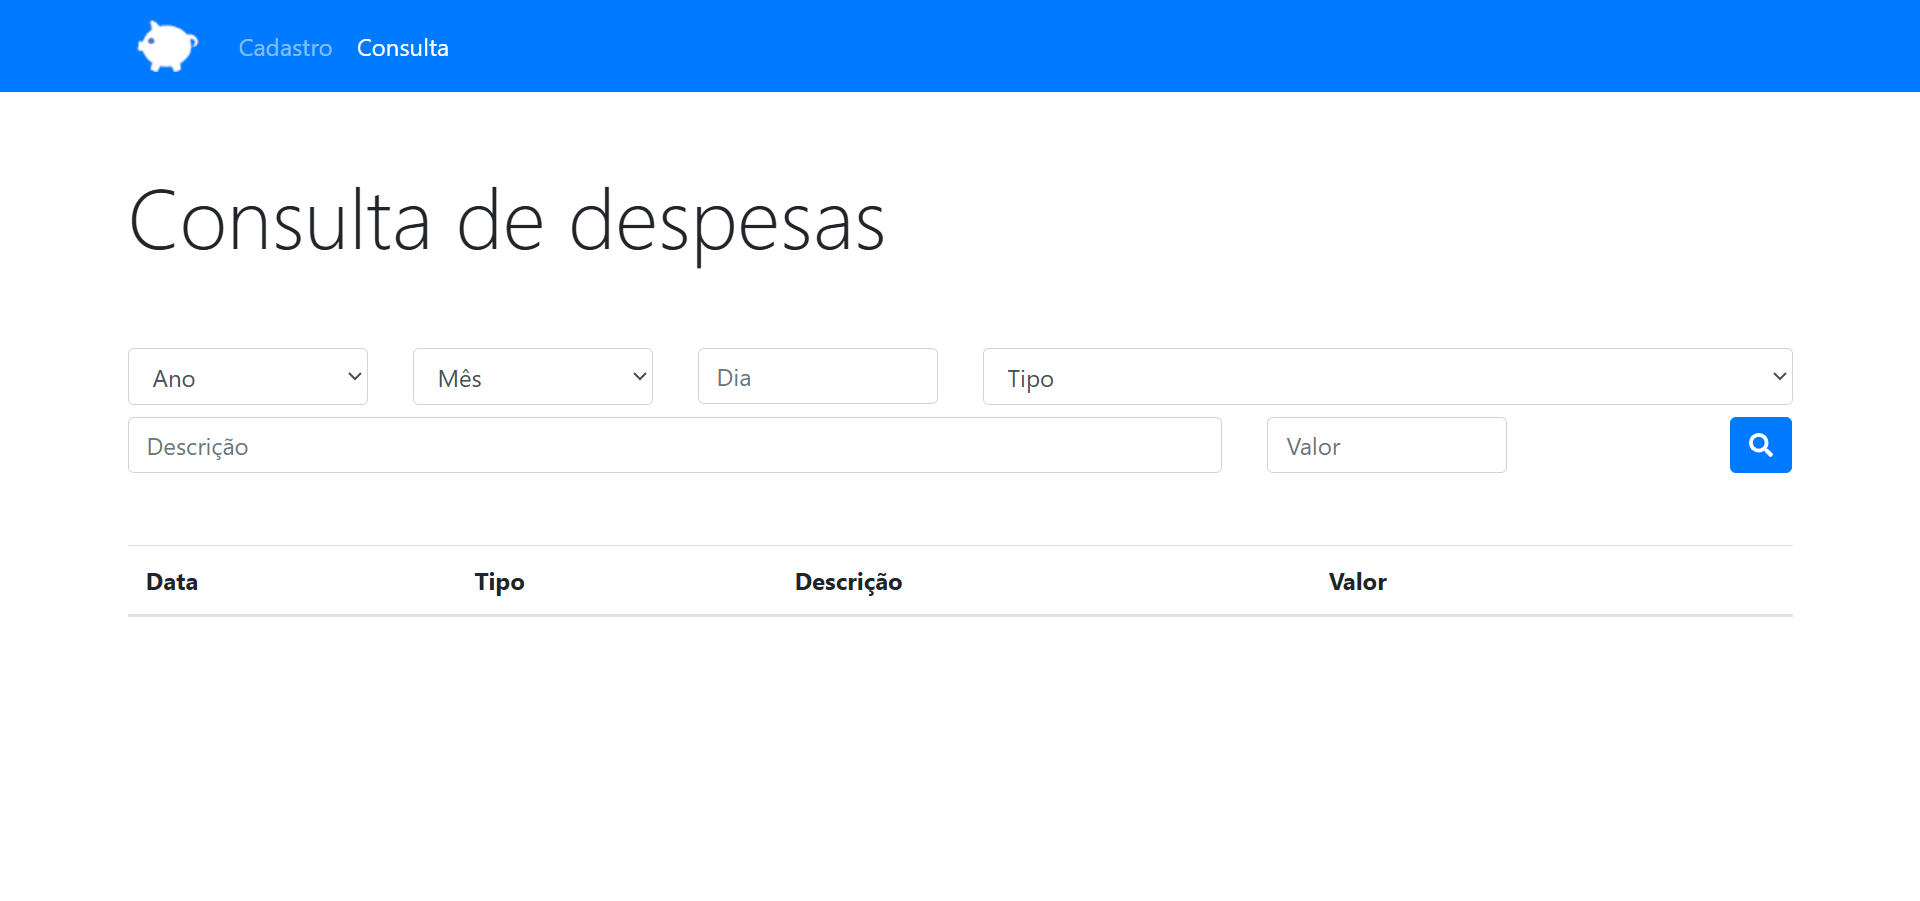 Cadastro Consulta
Consulta de despesas
Ano Mês Dia Tipo
Descrição Valor
Data Tipo Descrição Valor